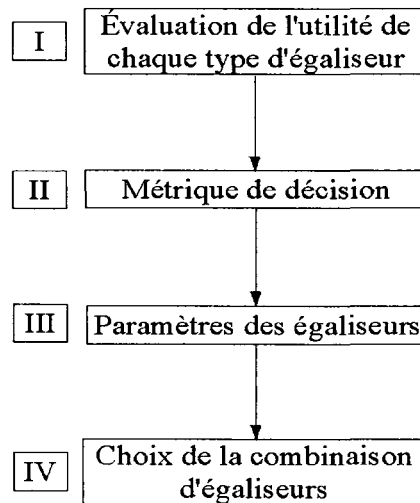 I
Évaluation de l'utilité de
chaque type d'égaliseur
II
Métrique de décision
III
Paramètres des égaliseurs
IV
Choix de la combinaison
d'égaliseurs